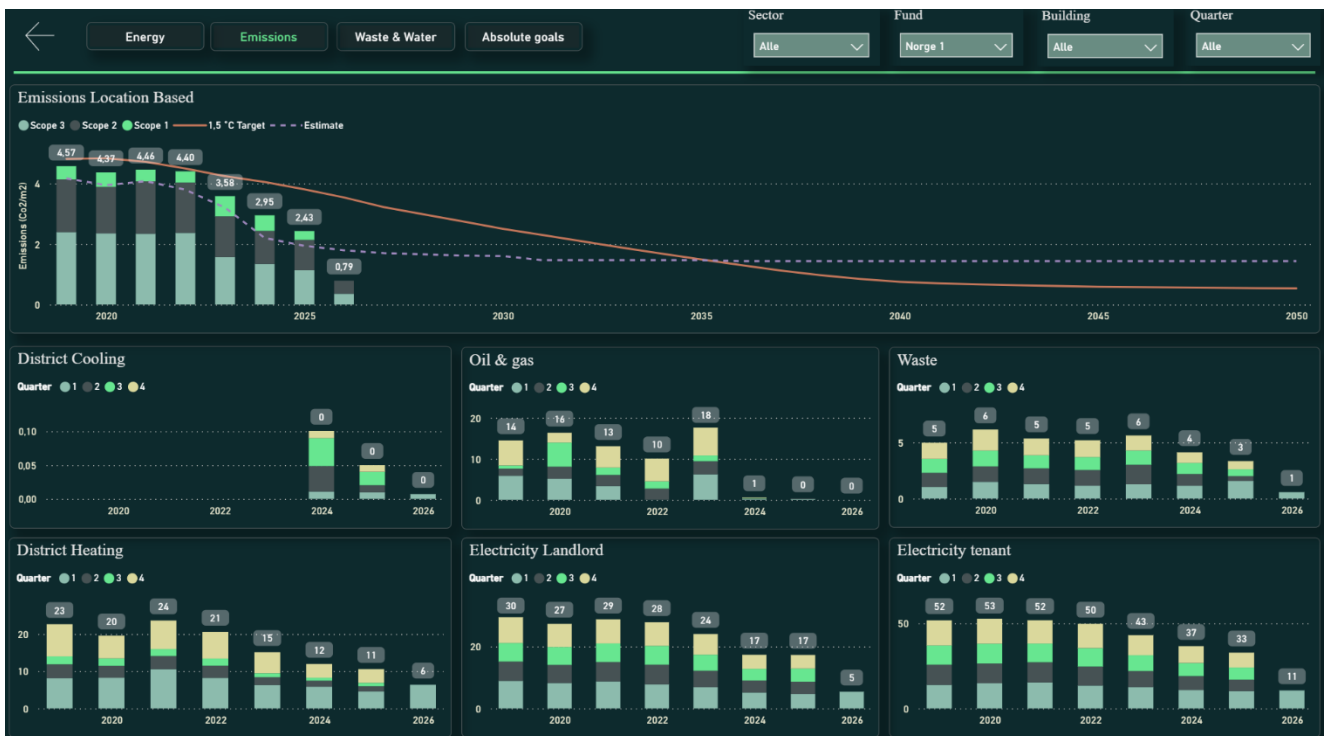 Sector Fund Building Quarter
Energy Emissions Waste & Water Absolute goals
Alle Norge 1 Alle Alle
Emissions Location Based
Scope 3 Scope 2 Scope 1 1,5 °C Target Estimate
Emissions (Co2/m2)
4,57 4,37 4,46 4,40 3,58 2,95 2,43 0,79
4
2
0
2020 2025 2030 2035 2040 2045 2050
District Cooling
Quarter 1 2 3 4
0 0 0
0,10
0,05
0,00
2020 2022 2024 2026
Oil & gas
Quarter 1 2 3 4
14 16 13 10 18 1 0 0
20
10
0
2020 2022 2024 2026
Waste
Quarter 1 2 3 4
5 6 5 5 6 4 3 1
5
0
2020 2022 2024 2026
District Heating
Quarter 1 2 3 4
23 20 24 21 15 12 11 6
20
10
0
2020 2022 2024 2026
Electricity Landlord
Quarter 1 2 3 4
30 27 29 28 24 17 17 5
20
0
2020 2022 2024 2026
Electricity tenant
Quarter 1 2 3 4
52 53 52 50 43 37 33 11
50
0
2020 2022 2024 2026